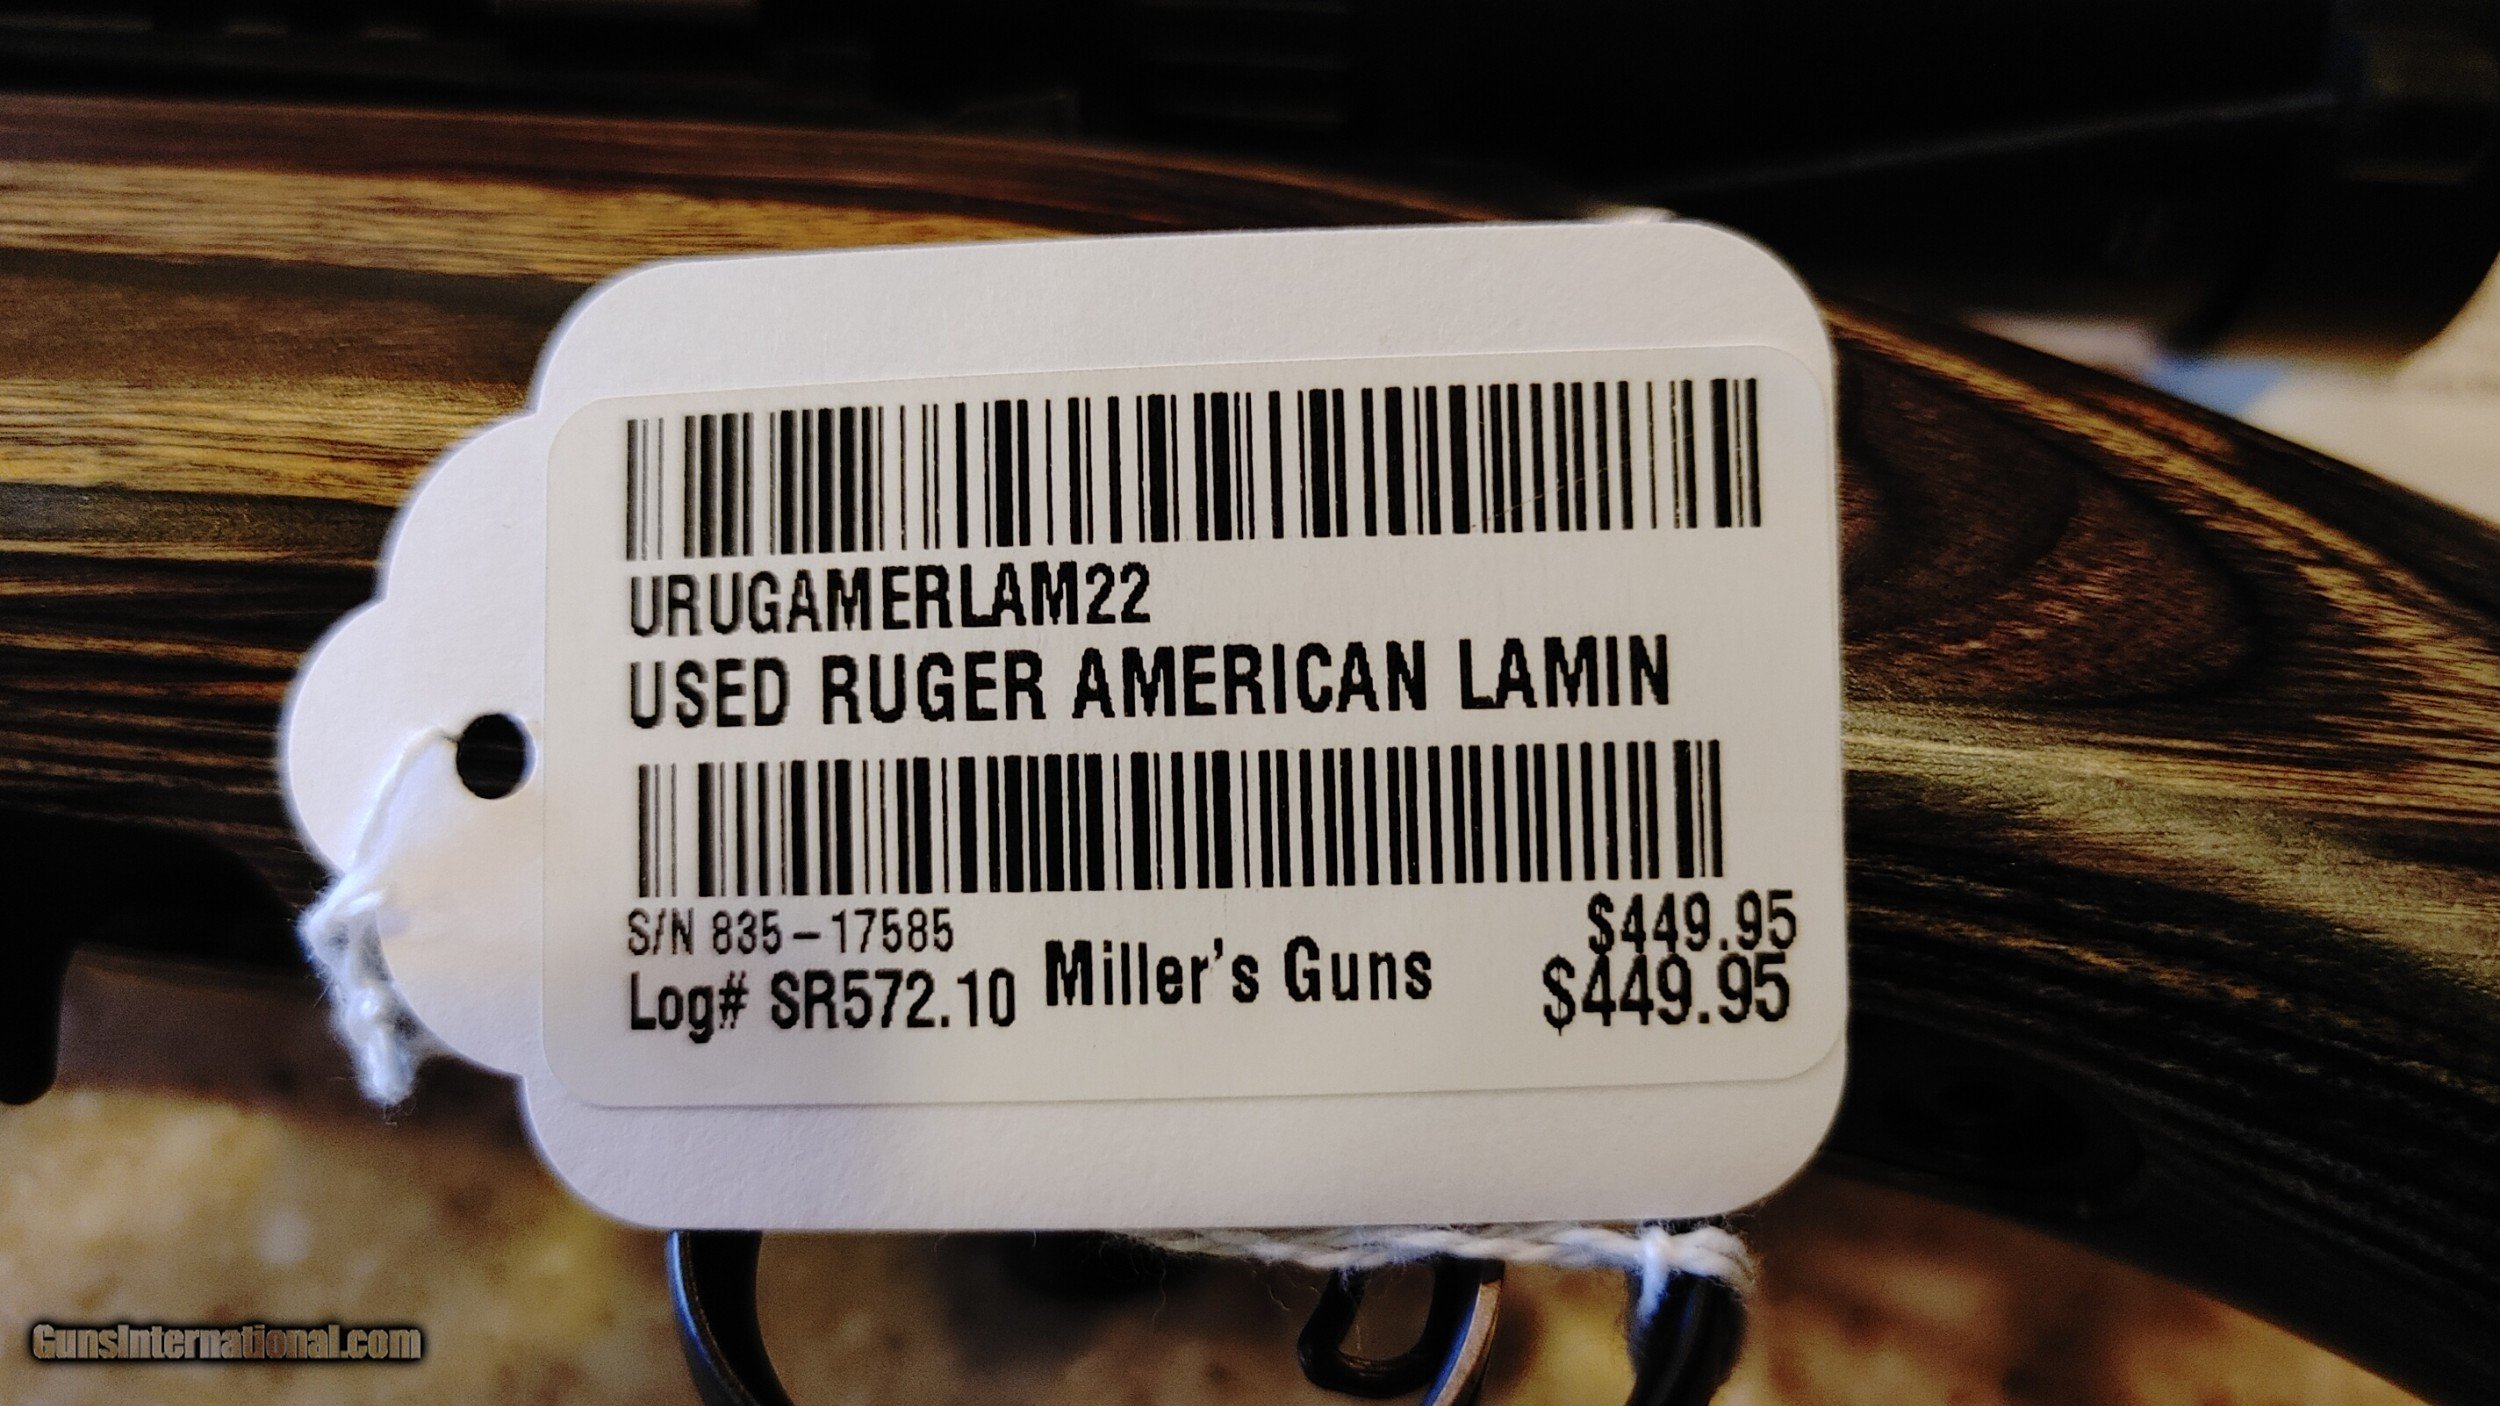 URUGAMERLAM22
USED RUGER AMERICAN LAMIN
S/N 835-17585
$449.95
Log# SR572.10 Miller's Guns $449.95
GunsInternational.com